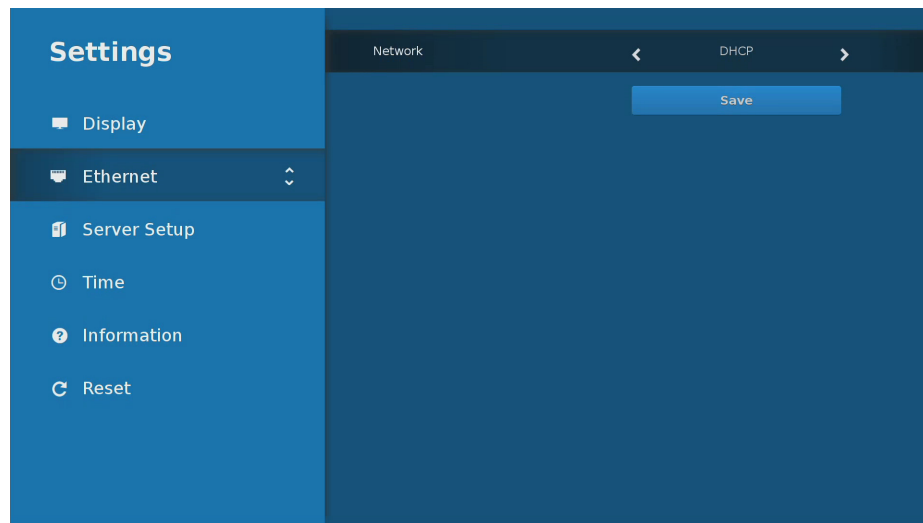 Settings
Display
Ethernet
Server Setup
Time
Information
Reset
Network DHCP
Save